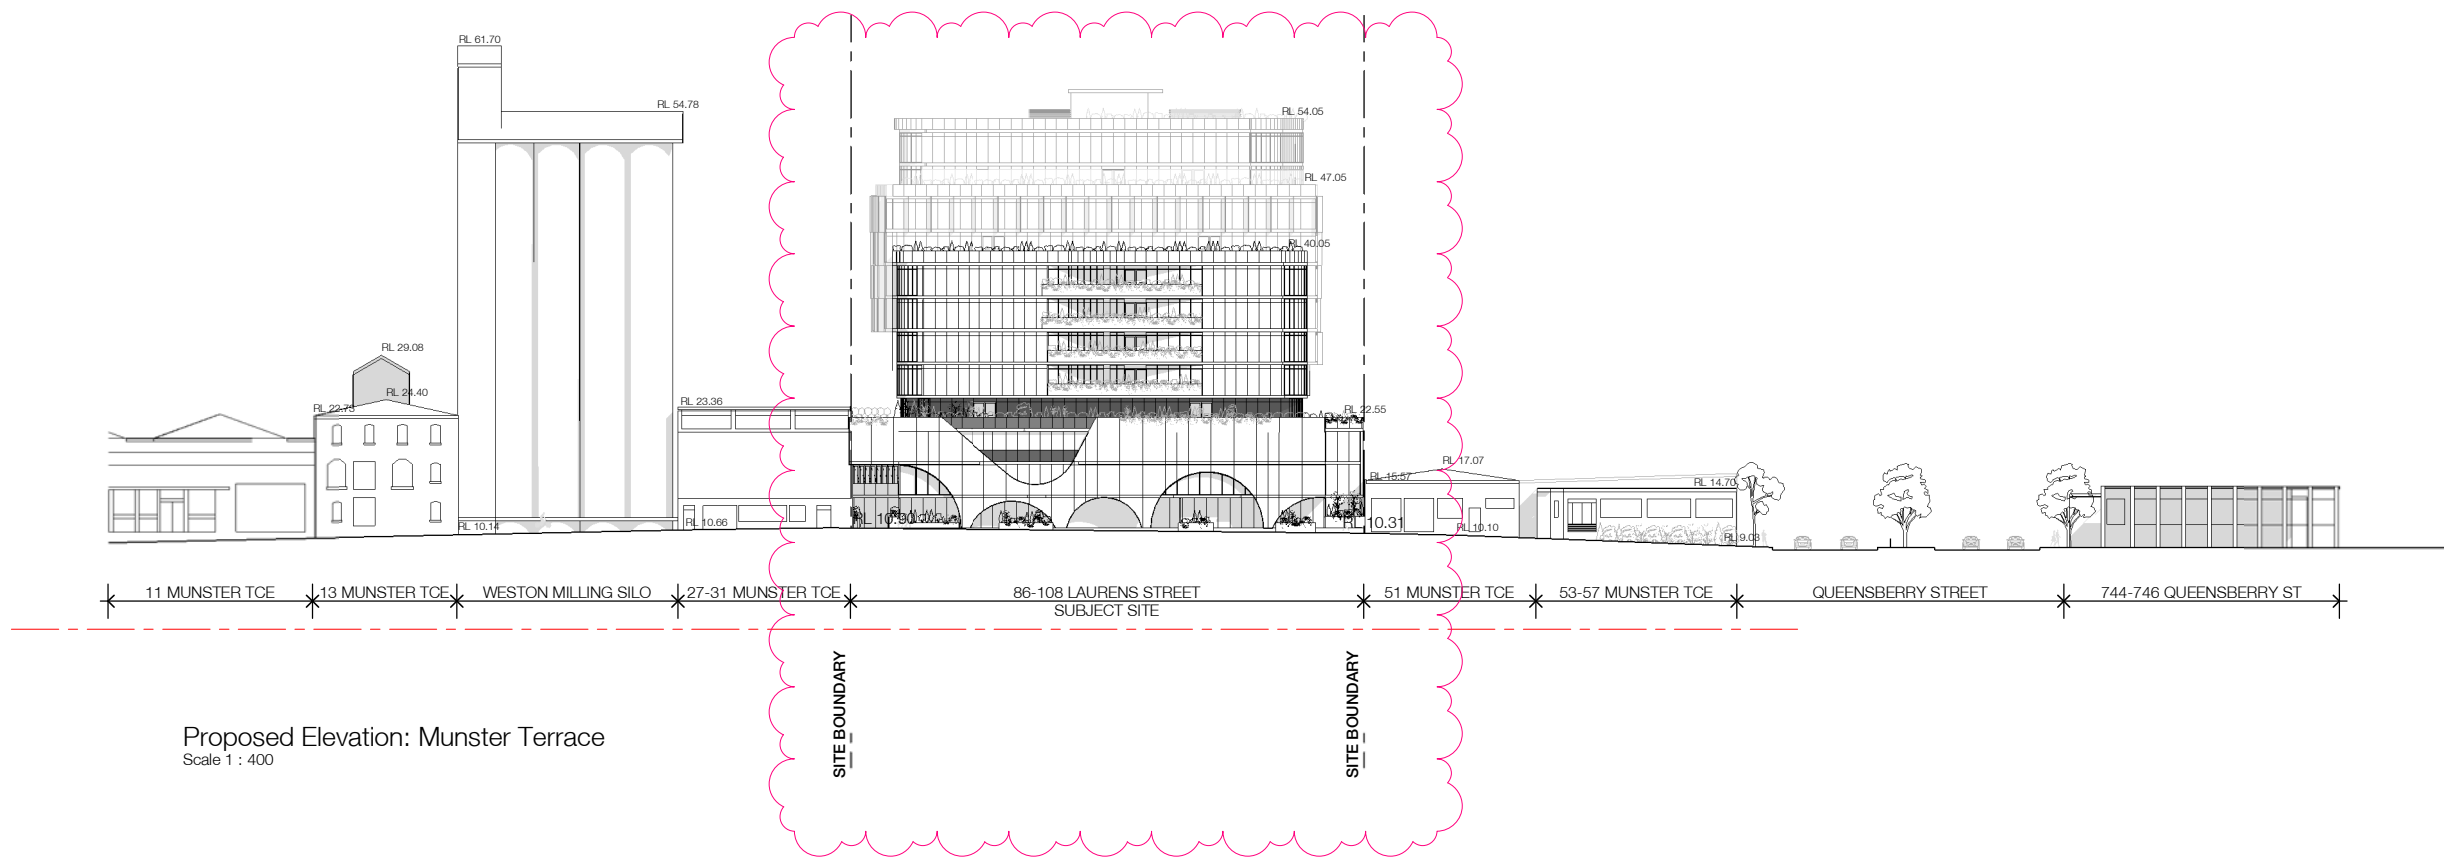 RL 61.70
RL 54.78
RL 54.05
RL 47.05
RL 40.05
RL 29.08
RL 24.40
RL 22.73
RL 23.36
RL 22.55
RL 17.07
RL 15.57
RL 14.70
RL 10.14
RL 10.66
RL 10.90
RL 10.31
RL 10.10
RL 9.03
11 MUNSTER TCE
13 MUNSTER TCE
WESTON MILLING SILO
27-31 MUNSTER TCE
86-108 LAURENS STREET
SUBJECT SITE
51 MUNSTER TCE
53-57 MUNSTER TCE
QUEENSBERRY STREET
744-746 QUEENSBERRY ST
SITE BOUNDARY
SITE BOUNDARY
Proposed Elevation: Munster Terrace
Scale 1 : 400